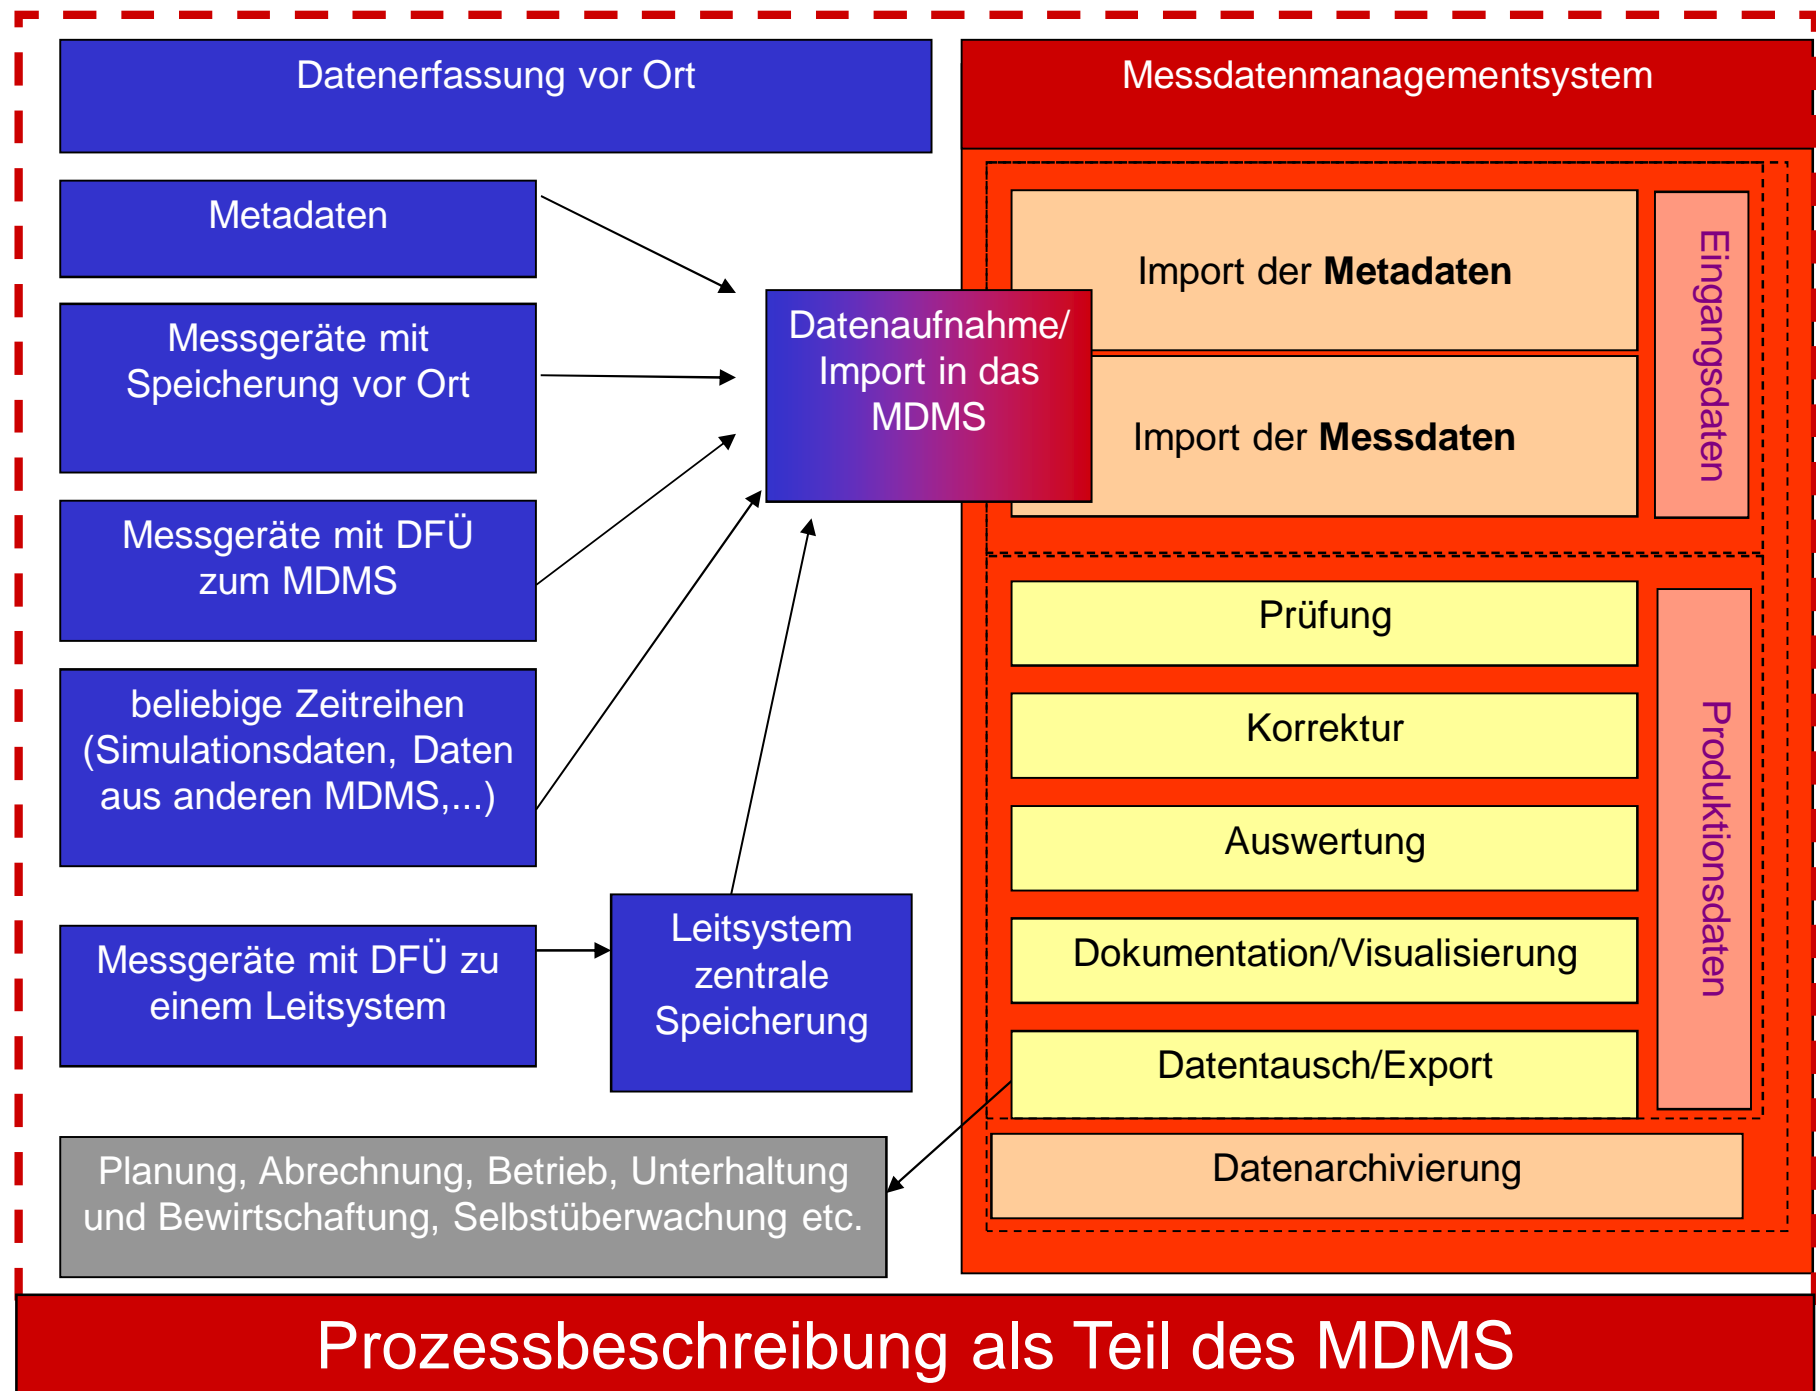 Datenerfassung vor Ort
Messdatenmanagementsystem
Metadaten
Messgeräte mit
Speicherung vor Ort
Messgeräte mit DFÜ
zum MDMS
beliebige Zeitreihen
(Simulationsdaten, Daten
aus anderen MDMS,...)
Messgeräte mit DFÜ zu
einem Leitsystem
Leitsystem
zentrale
Speicherung
Planung, Abrechnung, Betrieb, Unterhaltung
und Bewirtschaftung, Selbstüberwachung etc.
Datenaufnahme/
Import in das
MDMS
Import der Metadaten
Import der Messdaten
Eingangsdaten
Prüfung
Korrektur
Auswertung
Dokumentation/Visualisierung
Datentausch/Export
Produktionsdaten
Datenarchivierung
Prozessbeschreibung als Teil des MDMS